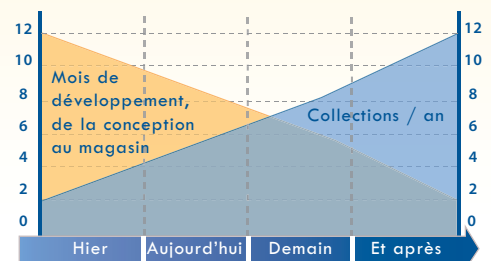 12 12
10 10
Mois de
8 développement, 8
de la conception Collections / an
6 au magasin 6
4 4
2 2
0 0
Hier Aujourd'hui Demain Et après